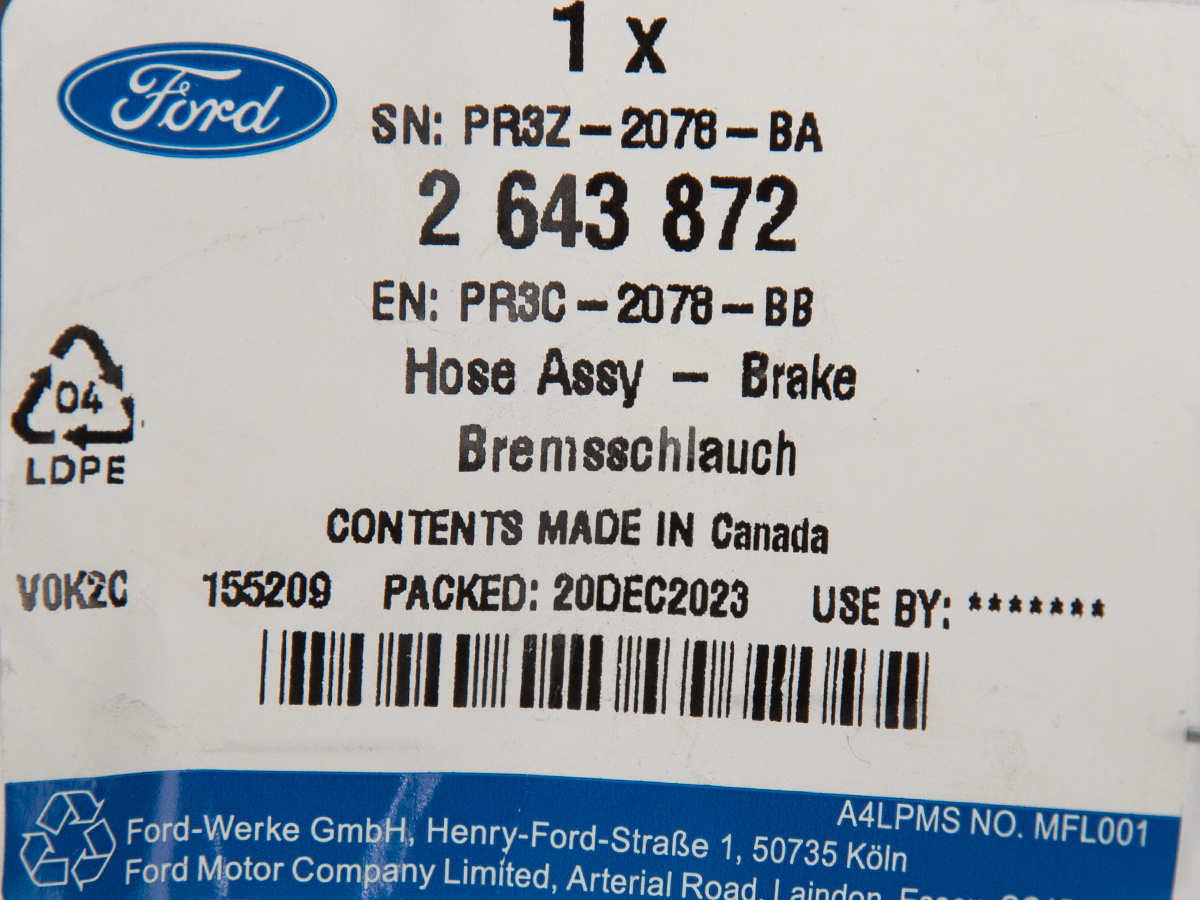 1 x
Ford
SN: PR3Z-2078-BA
2 643 872
EN: PR3C-2078-BB
Hose Assy - Brake
04
LDPE
Bremsschlauch
CONTENTS MADE IN Canada
V0K2C 155209 PACKED: 20DEC2023 USE BY: *******
A4LPMS NO. MFL001
Ford-Werke GmbH, Henry-Ford-Straße 1, 50735 Köln
Ford Motor Company Limited, Arterial Road, Laindon, Essex,